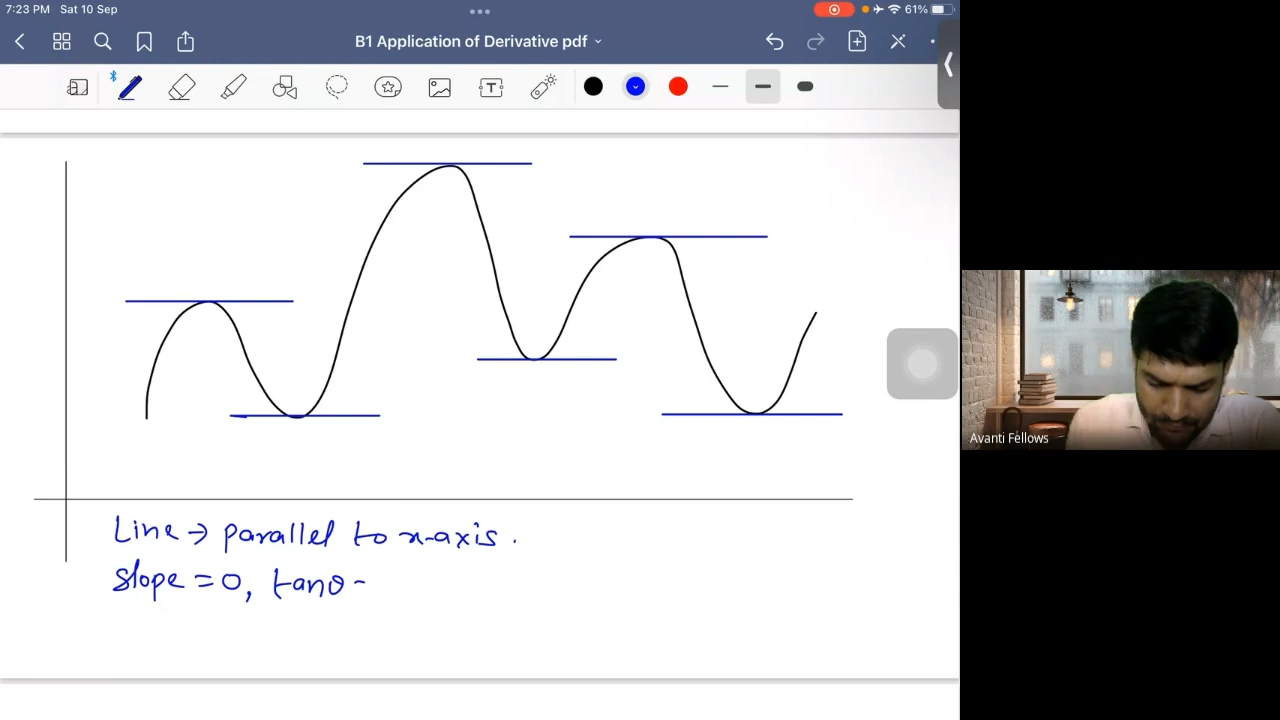 7:23 PM Sat 10 Sep
61%
B1 Application of Derivative pdf
T
Line → parallel to x-axis.
Slope = 0, tanθ -
Avanti Fellows